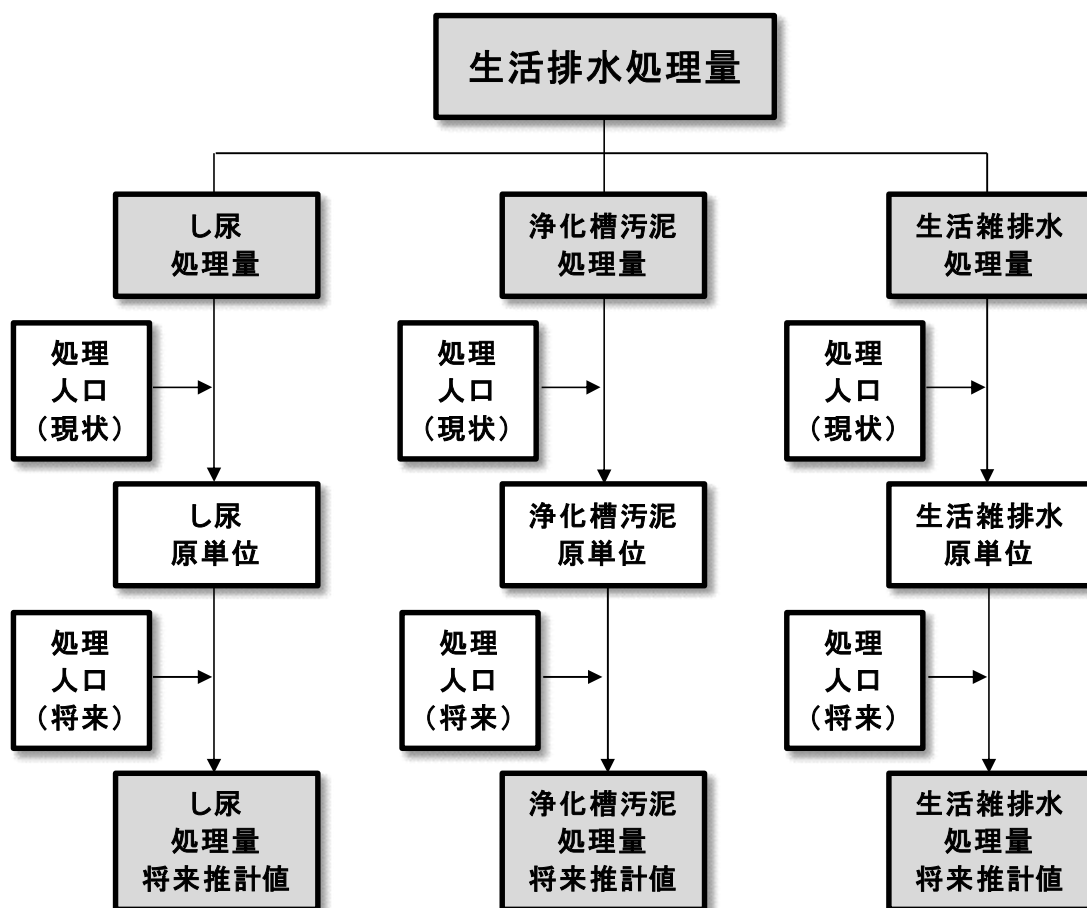 生活排水処理量
し尿
処理量
浄化槽汚泥
処理量
生活雑排水
処理量
処理
人口
（現状）
処理
人口
（現状）
処理
人口
（現状）
し尿
原単位
浄化槽汚泥
原単位
生活雑排水
原単位
処理
人口
（将来）
処理
人口
（将来）
処理
人口
（将来）
し尿
処理量
将来推計値
浄化槽汚泥
処理量
将来推計値
生活雑排水
処理量
将来推計値